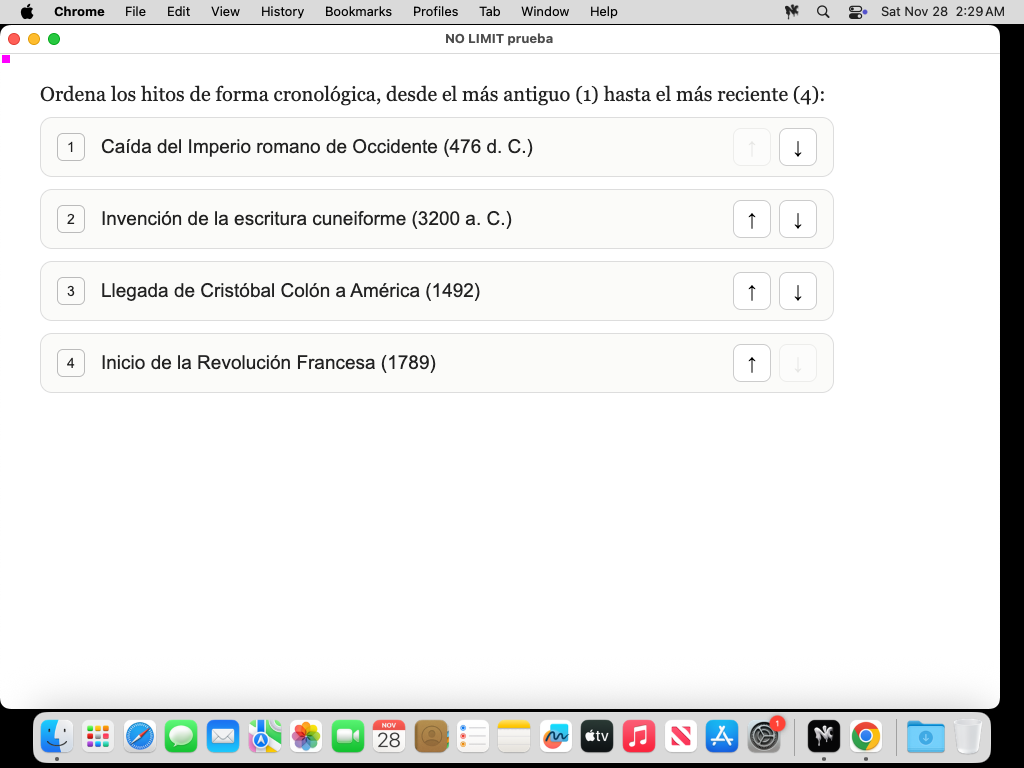 Chrome File Edit View History Bookmarks Profiles Tab Window Help Sat Nov 28 2:29 AM
NO LIMIT prueba
Ordena los hitos de forma cronológica, desde el más antiguo (1) hasta el más reciente (4):
1 Caída del Imperio romano de Occidente (476 d. C.) ↑ ↓
2 Invención de la escritura cuneiforme (3200 a. C.) ↑ ↓
3 Llegada de Cristóbal Colón a América (1492) ↑ ↓
4 Inicio de la Revolución Francesa (1789) ↑ ↓
NOV
28
tv
1